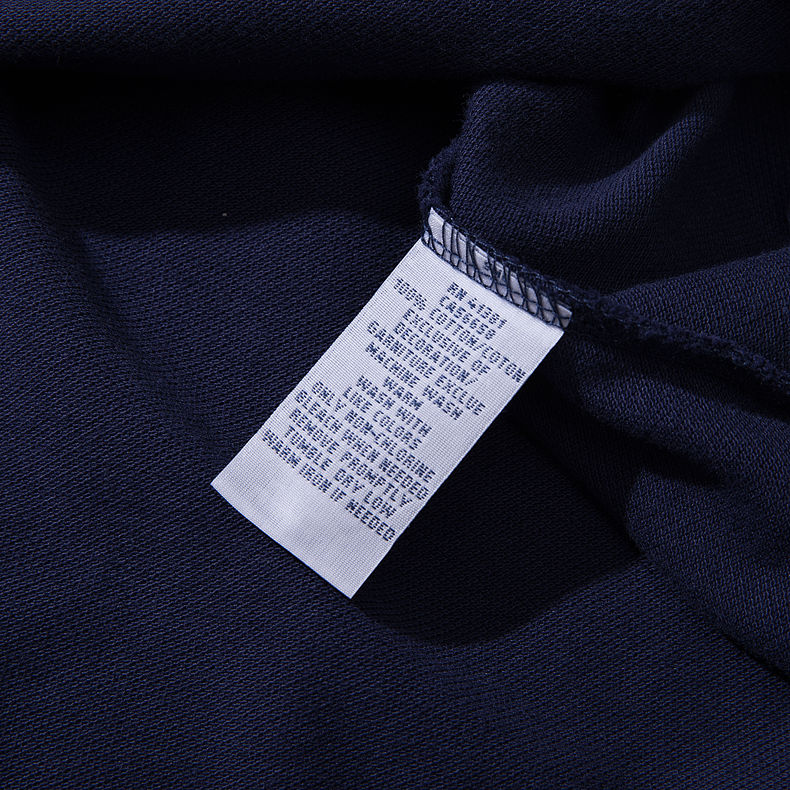 RN 41381
CA56650
100% COTTON/COTON
EXCLUSIVE OF
DECORATION/
GARNITURE EXCLUE
MACHINE WASH
WARM
WASH WITH
LIKE COLORS
ONLY NON-CHLORINE
BLEACH WHEN NEEDED
REMOVE PROMPTLY
TUMBLE DRY LOW
WARM IRON IF NEEDED